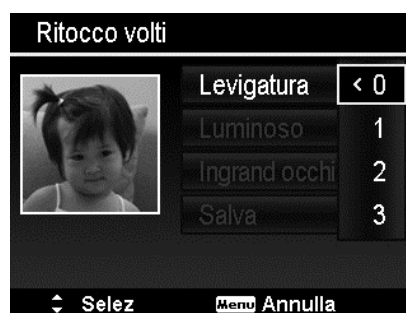 Ritocco volti
Levigatura < 0
Luminoso 1
Ingrand occhi 2
Salva 3
Selez Menu Annulla